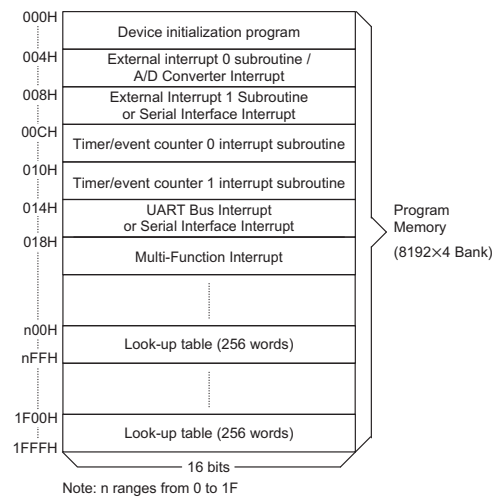 000H
Device initialization program
004H
External interrupt 0 subroutine /
A/D Converter Interrupt
008H
External Interrupt 1 Subroutine
or Serial Interface Interrupt
00CH
Timer/event counter 0 interrupt subroutine
010H
Timer/event counter 1 interrupt subroutine
014H
UART Bus Interrupt
or Serial Interface Interrupt
018H
Multi-Function Interrupt
n00H
Look-up table (256 words)
nFFH
1F00H
Look-up table (256 words)
1FFFH
16 bits
Program
Memory
(8192×4 Bank)
Note: n ranges from 0 to 1F